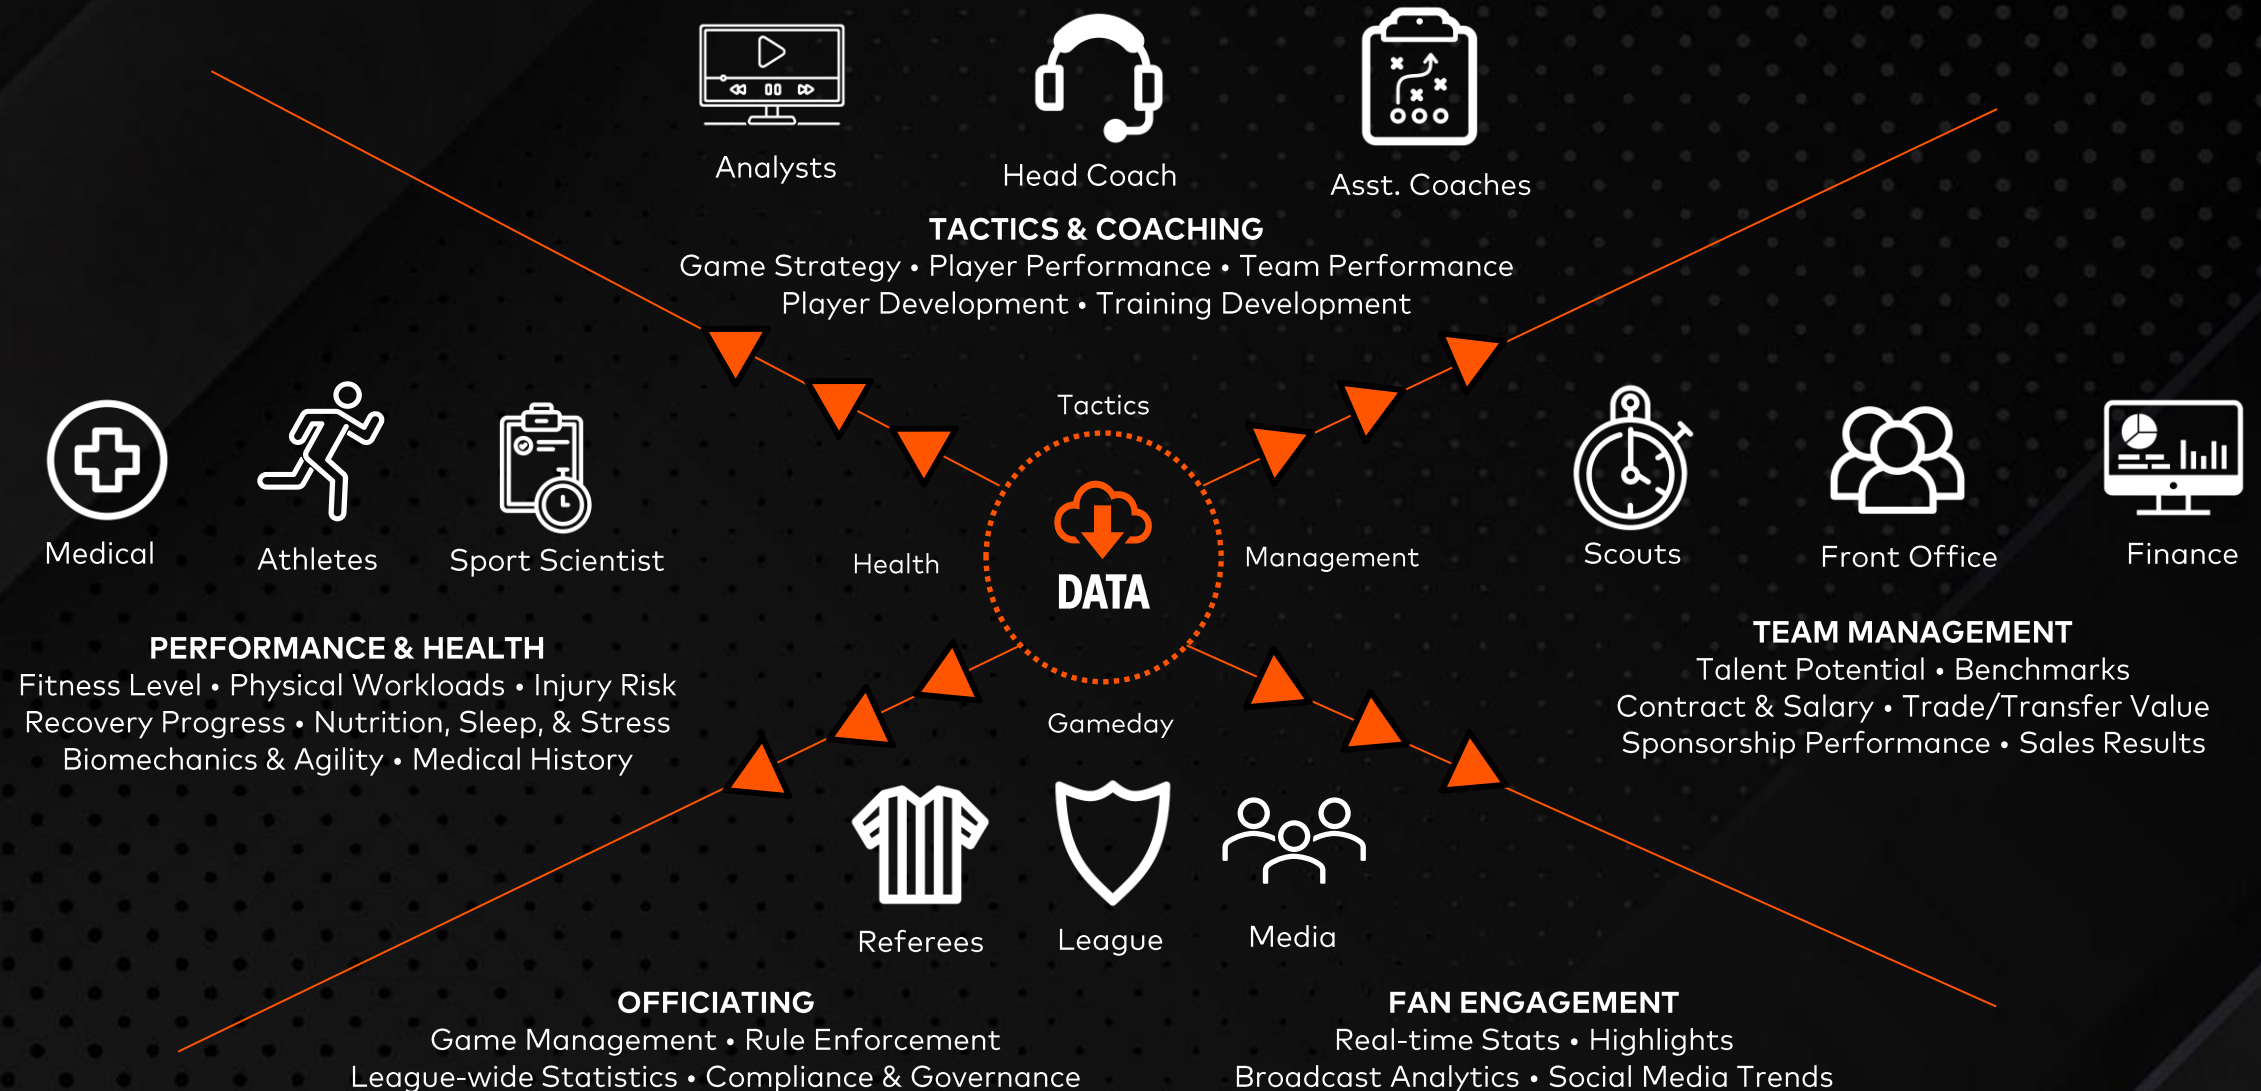 Analysts
Head Coach
Asst. Coaches
TACTICS & COACHING
Game Strategy • Player Performance • Team Performance
Player Development • Training Development
Tactics
Health
DATA
Management
Gameday
Medical
Athletes
Sport Scientist
PERFORMANCE & HEALTH
Fitness Level • Physical Workloads • Injury Risk
Recovery Progress • Nutrition, Sleep, & Stress
Biomechanics & Agility • Medical History
Scouts
Front Office
Finance
TEAM MANAGEMENT
Talent Potential • Benchmarks
Contract & Salary • Trade/Transfer Value
Sponsorship Performance • Sales Results
Referees
League
Media
OFFICIATING
Game Management • Rule Enforcement
League-wide Statistics • Compliance & Governance
FAN ENGAGEMENT
Real-time Stats • Highlights
Broadcast Analytics • Social Media Trends